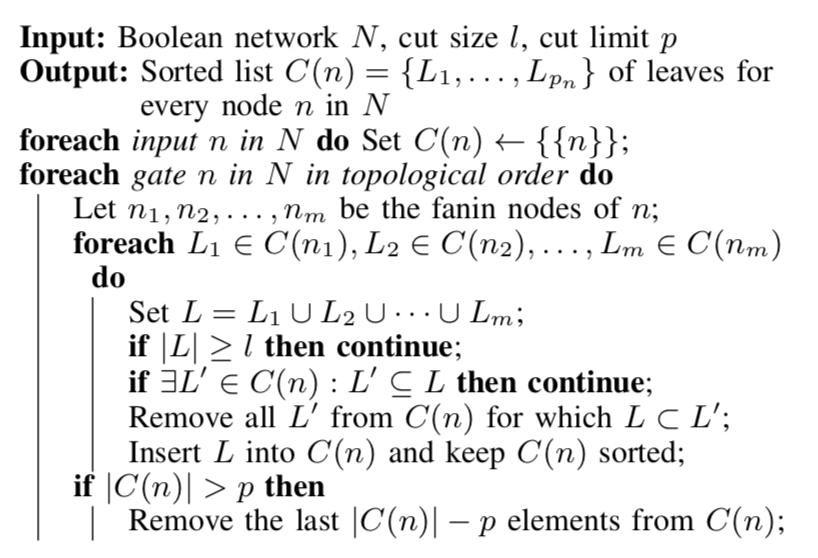 Input: Boolean network N, cut size l, cut limit p
Output: Sorted list C(n) = {L₁, . . . , Lₚₙ} of leaves for
every node n in N
foreach input n in N do Set C(n) ← {{n}};
foreach gate n in N in topological order do
Let n₁, n₂, . . . , nₘ be the fanin nodes of n;
foreach L₁ ∈ C(n₁), L₂ ∈ C(n₂), . . . , Lₘ ∈ C(nₘ)
do
Set L = L₁ ∪ L₂ ∪ · · · ∪ Lₘ;
if |L| ≥ l then continue;
if ∃L′ ∈ C(n) : L′ ⊆ L then continue;
Remove all L′ from C(n) for which L ⊂ L′;
Insert L into C(n) and keep C(n) sorted;
if |C(n)| > p then
Remove the last |C(n)| − p elements from C(n);